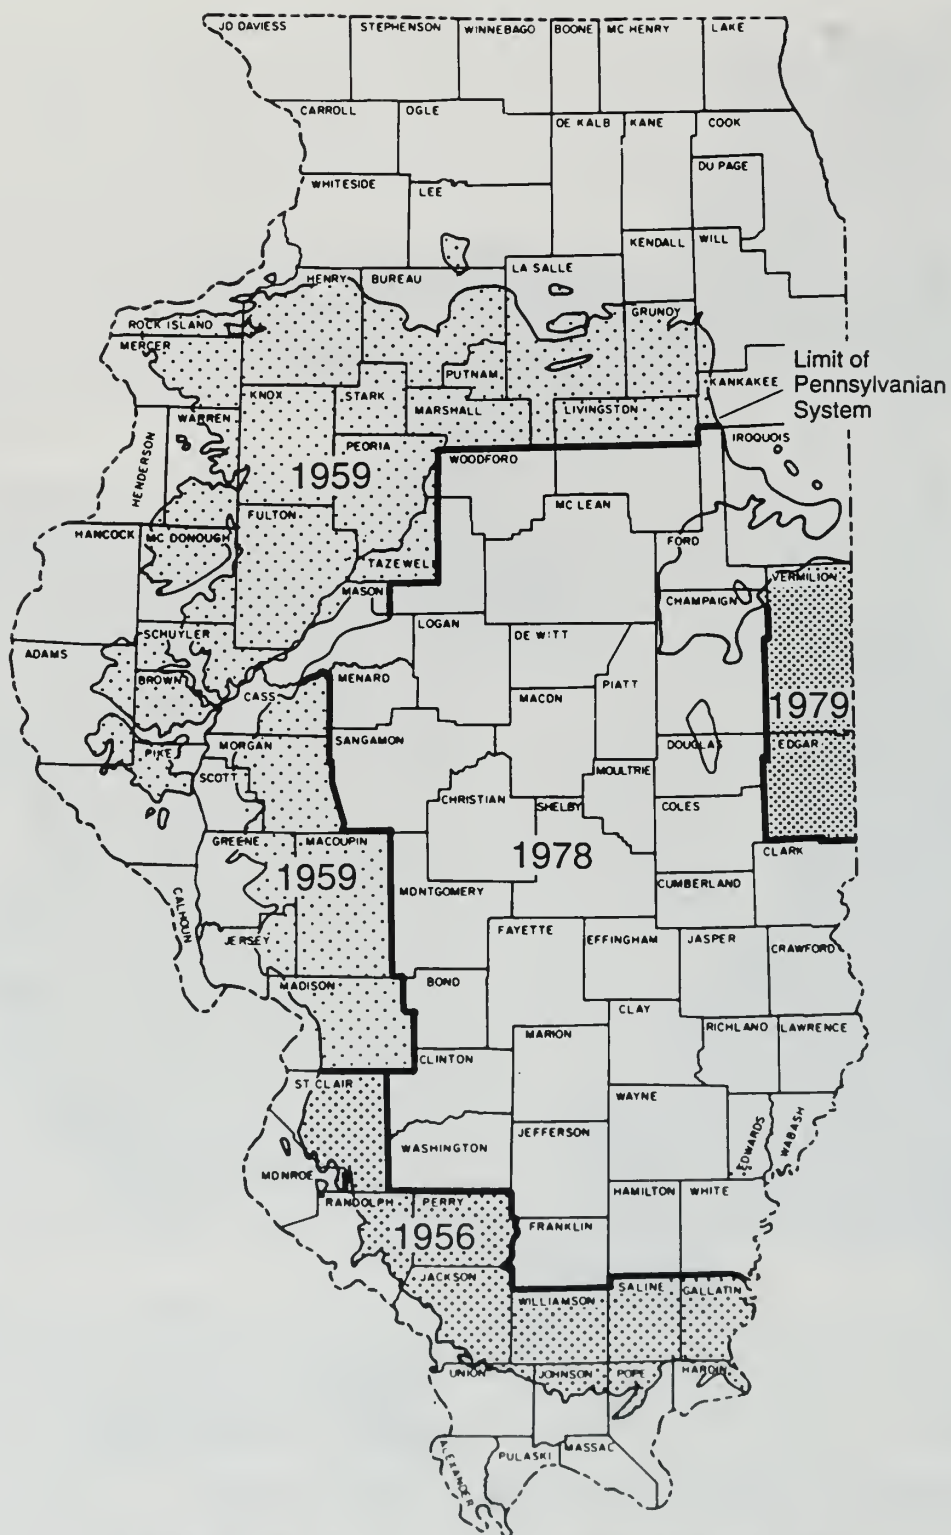 JO DAVIESS
STEPHENSON
WINNEBAGO
BOONE
MC HENRY
LAKE
CARROLL
OGLE
DE KALB
KANE
COOK
DU PAGE
WHITESIDE
LEE
KENDALL
WILL
LA SALLE
HENRY
BUREAU
ROCK ISLAND
GRUNDY
MERCER
Limit of
Pennsylvanian
System
PUTNAM
KANKAKEE
KNOX
STARK
MARSHALL
LIVINGSTON
WARREN
HENDERSON
PEORIA
IROQUOIS
WOODFORD
1959
MC LEAN
FULTON
HANCOCK
MC DONOUGH
FORD
TAZEWELL
VERMILION
MASON
CHAMPAIGN
LOGAN
SCHUYLER
DE WITT
ADAMS
BROWN
MENARD
PIATT
CASS
MACON
1979
MORGAN
SANGAMON
DOUGLAS
EDGAR
PIKE
SCOTT
MOULTRIE
CHRISTIAN
SHELBY
COLES
GREENE
MACOUPIN
1978
CLARK
1959
CUMBERLAND
MONTGOMERY
CALHOUN
FAYETTE
JERSEY
EFFINGHAM
JASPER
CRAWFORD
BOND
MADISON
CLAY
RICHLAND
LAWRENCE
MARION
CLINTON
ST CLAIR
WAYNE
EDWARDS
WABASH
JEFFERSON
WASHINGTON
MONROE
HAMILTON
WHITE
RANDOLPH
PERRY
FRANKLIN
1956
JACKSON
SALINE
GALLATIN
WILLIAMSON
UNION
JOHNSON
POPE
HARDIN
ALEXANDER
PULASKI
MASSAC